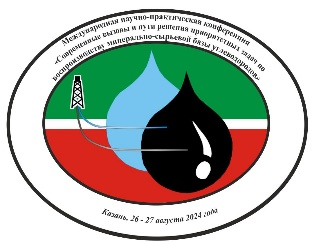 Международная научно-практическая конференция
«Современные вызовы и пути решения приоритетных задач по
воспроизводству минерально-сырьевой базы углеводородов»
Казань, 26 - 27 августа 2024 года